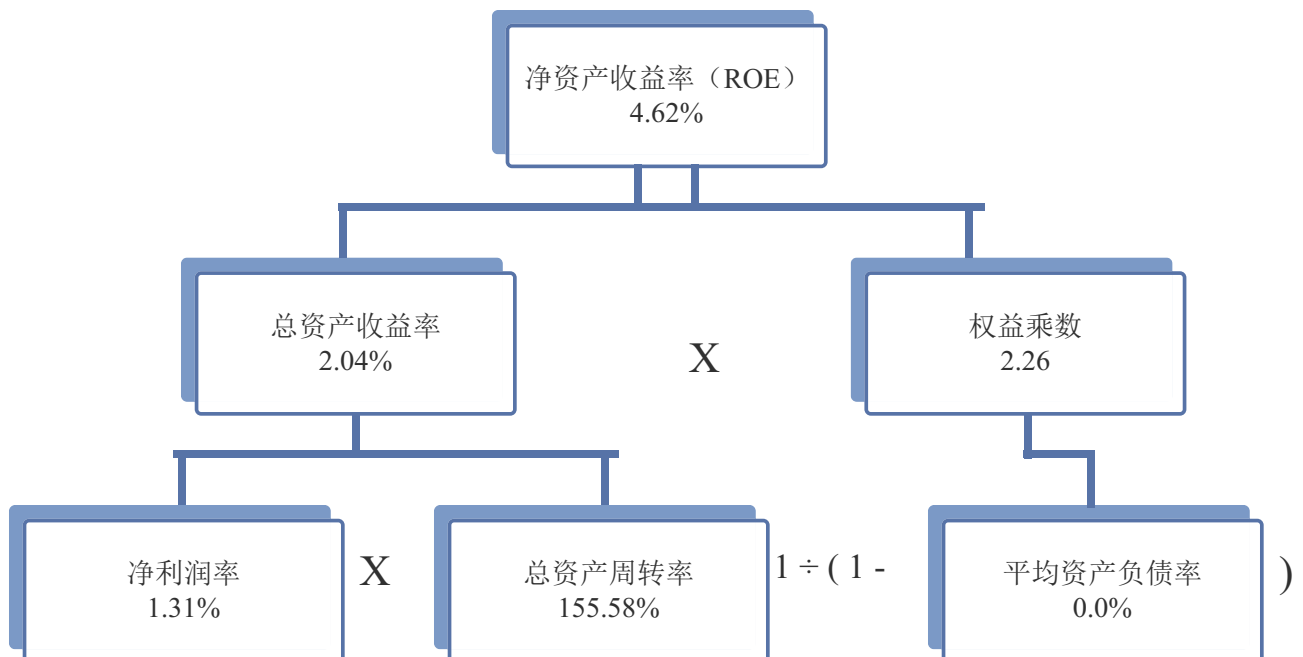 净资产收益率（ROE）
4.62%
总资产收益率
2.04%
X
权益乘数
2.26
净利润率
1.31%
X
总资产周转率
155.58%
1 ÷ ( 1 -
平均资产负债率
0.0%
)